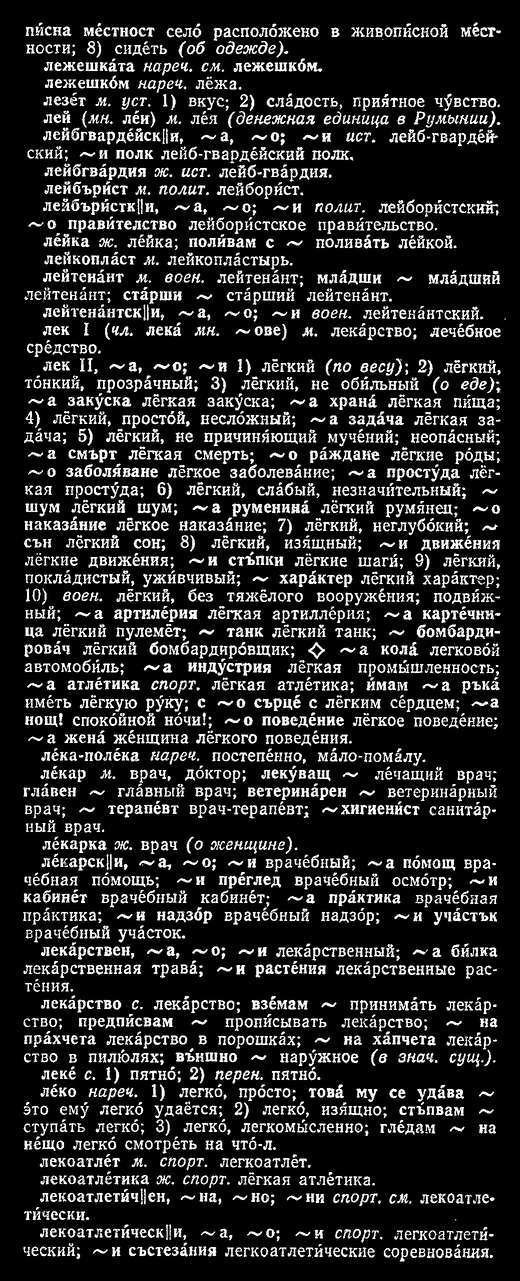 пи́сна ме́стност село́ располо́жено в живопи́сной ме́ст-
ности; 8) сиде́ть (об одежде).
лежешка́та нареч. см. лежешко́м.
лежешко́м нареч. лёжа.
лезе́т м. уст. 1) вкус; 2) сла́дость, прия́тное чу́вство.
лей (мн. ле́и) м. ле́я (денежная единица в Румынии).
лейбгварде́йск||и, ~а, ~о; ~и ист. лейб-гварде́й-
ский; ~и полк лейб-гварде́йский полк.
лейбгва́рдия ж. ист. лейб-гва́рдия.
лейбъри́ст м. полит. лейбори́ст.
лейбъри́стк||и, ~а, ~о; ~и полит. лейбори́стский;
~о прави́телство лейбори́стское прави́тельство.
ле́йка ж. ле́йка; поли́вам с ~ полива́ть ле́йкой.
лейкопла́ст м. лейкопла́стырь.
лейтена́нт м. воен. лейтена́нт; мла́дши ~ мла́дший
лейтена́нт; ста́рши ~ ста́рший лейтена́нт.
лейтена́нтск||и, ~а, ~о; ~и воен. лейтена́нтский.
лек I (чл. лека́ мн. ~ове) м. лека́рство; лече́бное
сре́дство.
лек II, ~а, ~о; ~и 1) лёгкий (по весу); 2) лёгкий,
то́нкий, прозра́чный; 3) лёгкий, не оби́льный (о еде);
~а заку́ска лёгкая заку́ска; ~а храна́ лёгкая пи́ща;
4) лёгкий, просто́й, несло́жный; ~а зада́ча лёгкая за-
да́ча; 5) лёгкий, не причиня́ющий муче́ний; неопа́сный;
~а смърт лёгкая смерть; ~о ра́ждане лёгкие ро́ды;
~о заболя́ване лёгкое заболева́ние; ~а просту́да лёг-
кая просту́да; 6) лёгкий, сла́бый, незначи́тельный; ~
шум лёгкий шум; ~а румени́на лёгкий румя́нец; ~о
наказа́ние лёгкое наказа́ние; 7) лёгкий, неглубо́кий; ~
сън лёгкий сон; 8) лёгкий, изя́щный; ~и движе́ния
лёгкие движе́ния; ~и стъ́пки лёгкие шаги́; 9) лёгкий,
покла́дистый, ужи́вчивый; ~ хара́ктер лёгкий хара́ктер;
10) воен. лёгкий, без тяжёлого вооруже́ния; подви́ж-
ный; ~а артиле́рия лёгкая артилле́рия; ~а карте́чни-
ца лёгкий пулемёт; ~ танк лёгкий танк; ~ бомбарди-
рова́ч лёгкий бомбардиро́вщик; ◇ ~а кола́ легково́й
автомоби́ль; ~а инду́стрия лёгкая промы́шленность;
~а атле́тика спорт. лёгкая атле́тика; и́мам ~а ръка́
име́ть лёгкую ру́ку; с ~о сърце́ с лёгким се́рдцем; ~а
нощ! споко́йной но́чи!; ~о поведе́ние лёгкое поведе́ние;
~а жена́ же́нщина лёгкого поведе́ния.
ле́ка-поле́ка нареч. постепе́нно, ма́ло-пома́лу.
ле́кар м. врач, до́ктор; леку́ващ ~ ле́чащий врач;
гла́вен ~ гла́вный врач; ветерина́рен ~ ветерина́рный
врач; ~ терапе́вт врач-терапе́вт; ~хигиени́ст санита́р-
ный врач.
ле́карка ж. врач (о женщине).
ле́карск||и, ~а, ~о; ~и враче́бный; ~а по́мощ вра-
че́бная по́мощь; ~и пре́глед враче́бный осмо́тр; ~и
кабине́т враче́бный кабине́т; ~а пра́ктика враче́бная
пра́ктика; ~и надзо́р враче́бный надзо́р; ~и уча́стък
враче́бный уча́сток.
лека́рствен, ~а, ~о; ~и лека́рственный; ~а би́лка
лека́рственная трава́; ~и расте́ния лека́рственные рас-
те́ния.
лека́рство с. лека́рство; взе́мам ~ принима́ть лека́р-
ство; предпи́свам ~ пропи́сывать лека́рство; ~ на
пра́хчета лека́рство в порошка́х; ~ на ха́пчета лека́р-
ство в пилю́лях; въ́ншно ~ нару́жное (в знач. сущ.).
леке́ с. 1) пятно́; 2) перен. пятно́.
ле́ко нареч. 1) легко́, про́сто; това́ му се уда́ва ~
э́то ему́ легко́ удаётся; 2) легко́, изя́щно; стъ́пвам ~
ступа́ть легко́; 3) легко́, легкомы́сленно; гле́дам ~ на
не́що легко́ смотре́ть на что́-л.
лекоатле́т м. спорт. легкоатле́т.
лекоатле́тика ж. спорт. лёгкая атле́тика.
лекоатлети́ч||ен, ~на, ~но; ~ни спорт. см. лекоатле-
ти́чески.
лекоатлети́ческ||и, ~а, ~о; ~и спорт. легкоатлети́-
ческий; ~и състеза́ния легкоатлети́ческие соревнова́ния.